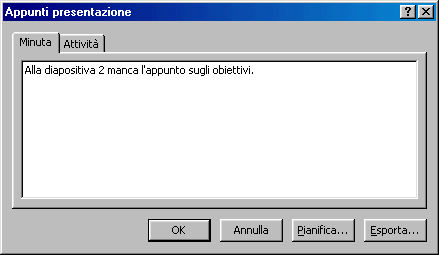 Appunti presentazione
Minuta Attività
Alla diapositiva 2 manca l'appunto sugli obiettivi.
OK Annulla Pianifica... Esporta...